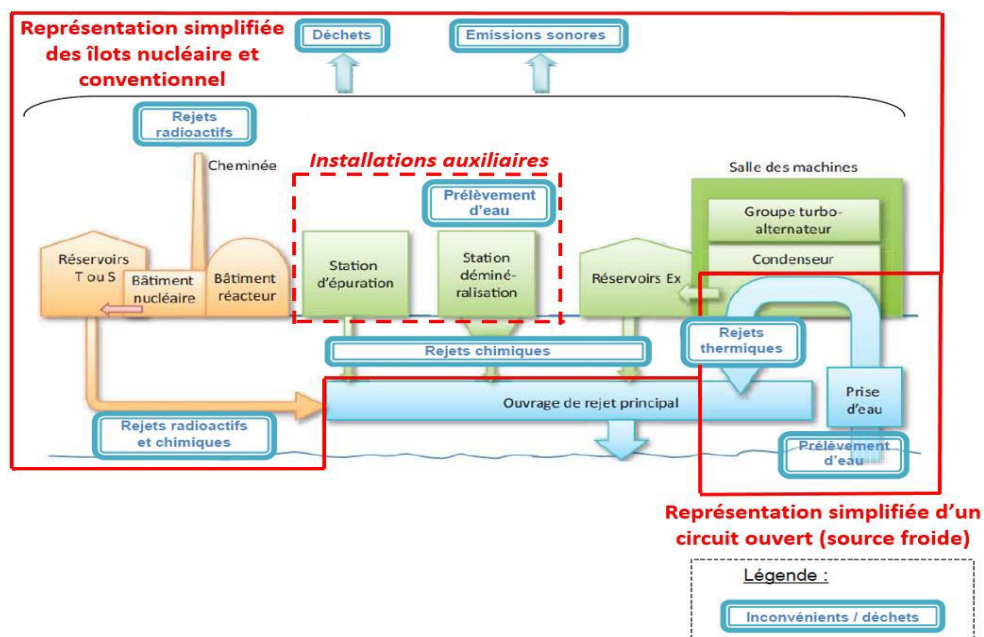 Représentation simplifiée
des îlots nucléaire et
conventionnel
Déchets
Emissions sonores
Rejets
radioactifs
Cheminée
Installations auxiliaires
Prélèvement
d'eau
Salle des machines
Groupe turbo-
alternateur
Condenseur
Réservoirs
T ou S
Bâtiment
nucléaire
Bâtiment
réacteur
Station
d'épuration
Station
déminé-
ralisation
Réservoirs Ex
Rejets chimiques
Rejets
thermiques
Ouvrage de rejet principal
Prise
d'eau
Rejets radioactifs
et chimiques
Prélèvement
d'eau
Représentation simplifiée d'un
circuit ouvert (source froide)
Légende :
Inconvénients / déchets